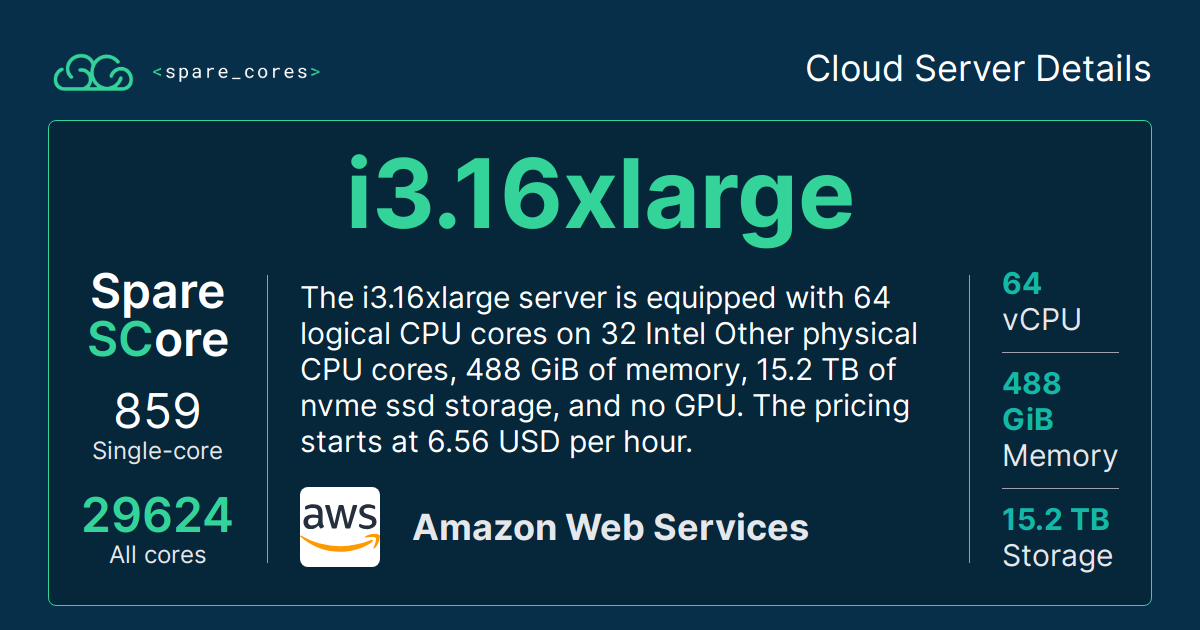 <spare_cores>
Cloud Server Details
i3.16xlarge
Spare
SCore
859
Single-core
29624
All cores
The i3.16xlarge server is equipped with 64
logical CPU cores on 32 Intel Other physical
CPU cores, 488 GiB of memory, 15.2 TB of
nvme ssd storage, and no GPU. The pricing
starts at 6.56 USD per hour.
aws
Amazon Web Services
64
vCPU
488
GiB
Memory
15.2 TB
Storage